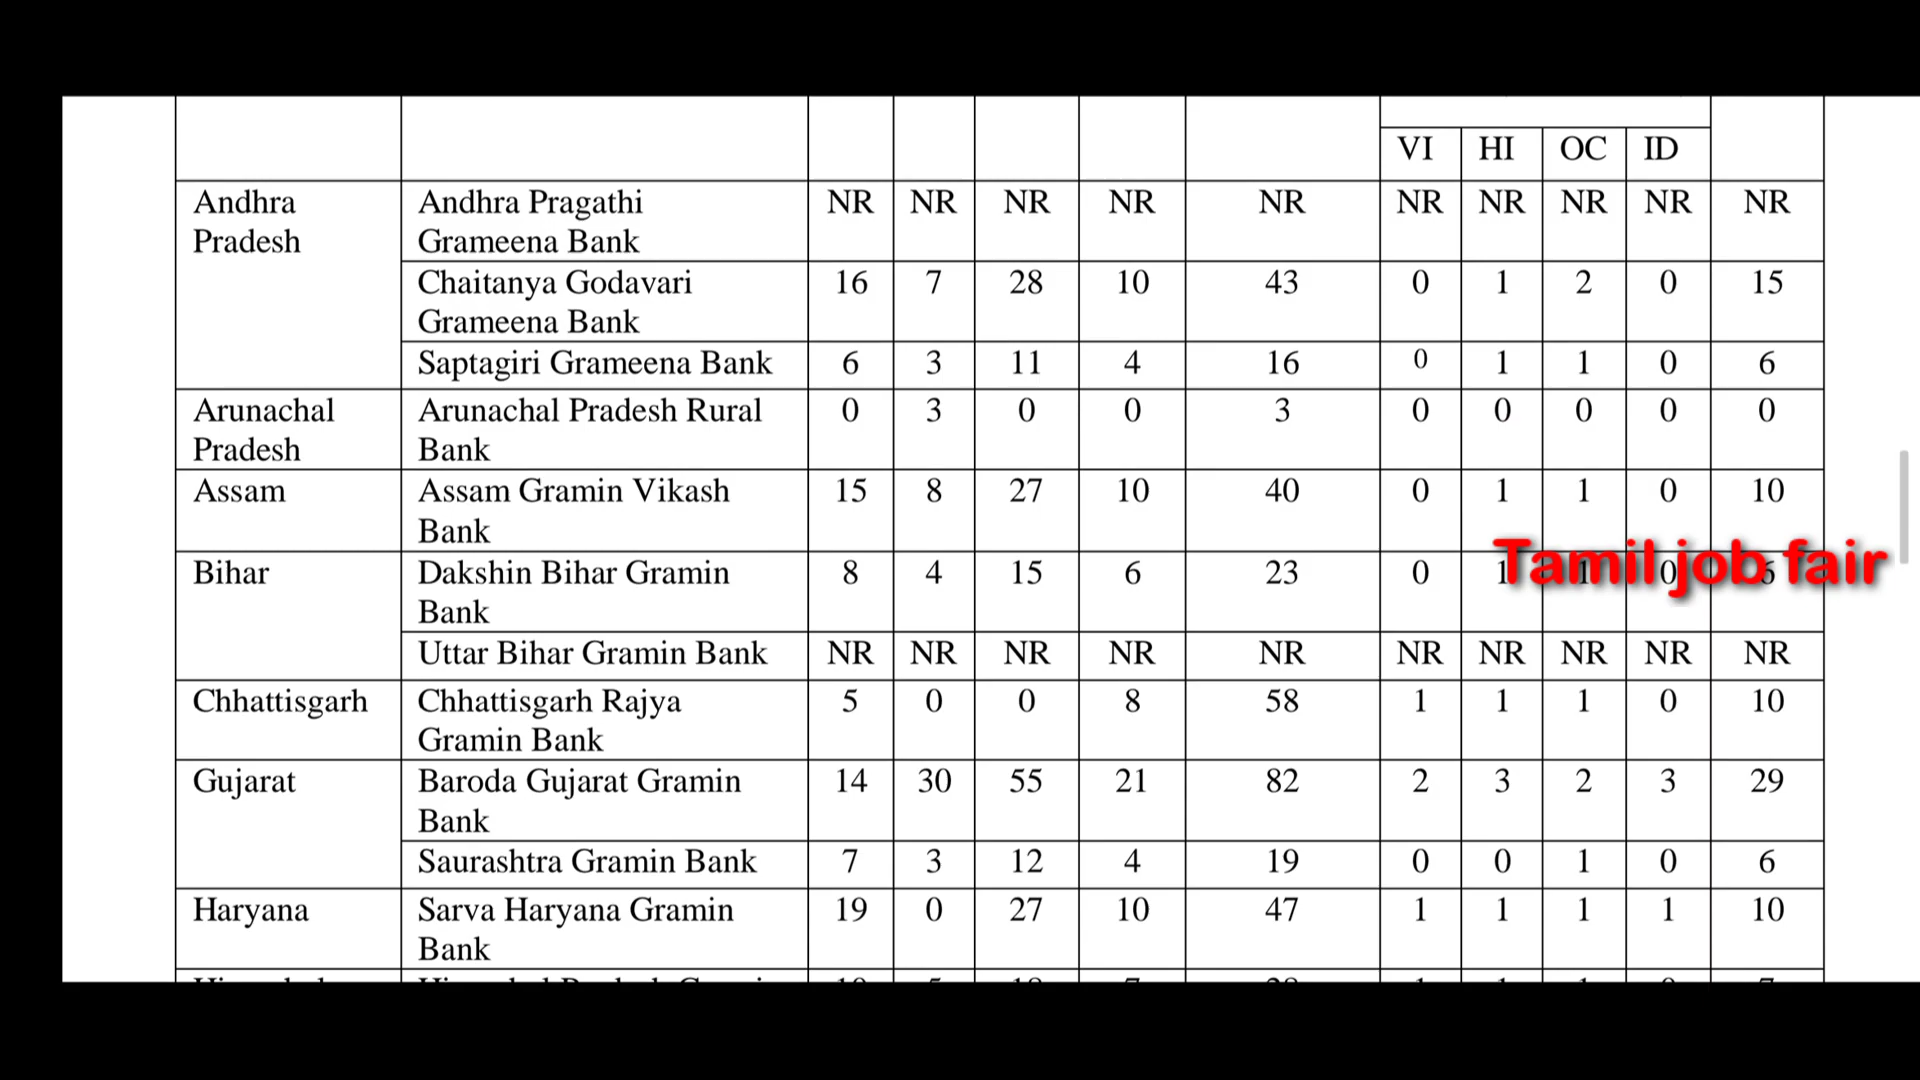 VI HI OC ID
Andhra Pradesh Andhra Pragathi Grameena Bank NR NR NR NR NR NR NR NR NR NR
Chaitanya Godavari Grameena Bank 16 7 28 10 43 0 1 2 0 15
Saptagiri Grameena Bank 6 3 11 4 16 0 1 1 0 6
Arunachal Pradesh Arunachal Pradesh Rural Bank 0 3 0 0 3 0 0 0 0 0
Assam Assam Gramin Vikash Bank 15 8 27 10 40 0 1 1 0 10
Bihar Dakshin Bihar Gramin Bank 8 4 15 6 23 0 1 1 0 6
Tamil job fair
Uttar Bihar Gramin Bank NR NR NR NR NR NR NR NR NR NR
Chhattisgarh Chhattisgarh Rajya Gramin Bank 5 0 0 8 58 1 1 1 0 10
Gujarat Baroda Gujarat Gramin Bank 14 30 55 21 82 2 3 2 3 29
Saurashtra Gramin Bank 7 3 12 4 19 0 0 1 0 6
Haryana Sarva Haryana Gramin Bank 19 0 27 10 47 1 1 1 1 10